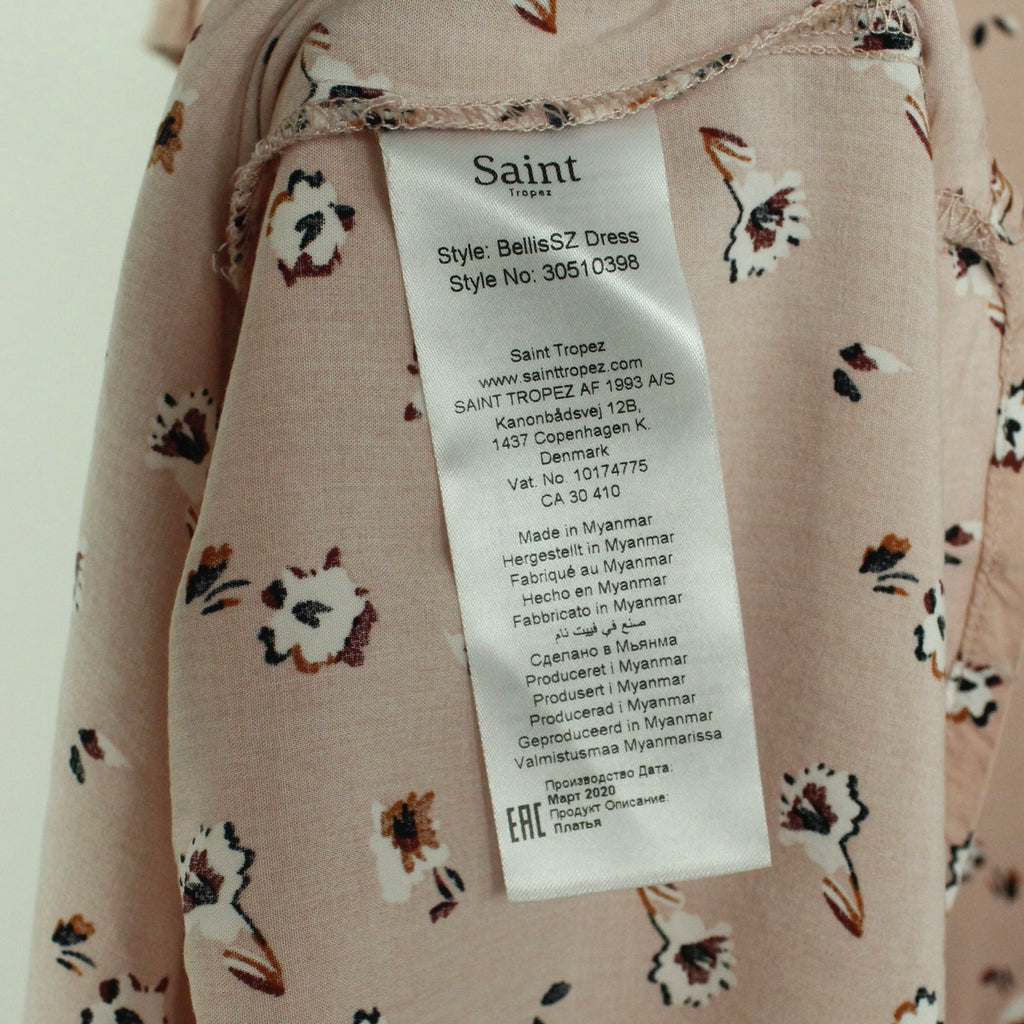 Saint
Tropez
Style: BellisSZ Dress
Style No: 30510398
Saint Tropez
www.sainttropez.com
SAINT TROPEZ AF 1993 A/S
Kanonbådsvej 12B,
1437 Copenhagen K.
Denmark
Vat. No. 10174775
CA 30 410
Made in Myanmar
Hergestellt in Myanmar
Fabriqué au Myanmar
Hecho en Myanmar
Fabbricato in Myanmar
صنع في فييت نام
Сделано в Мьянма
Produceret i Myanmar
Produsert i Myanmar
Producerad i Myanmar
Geproduceerd in Myanmar
Valmistusmaa Myanmarissa
Производство Дата:
Март 2020
Продукт Описание:
Платья
EAC